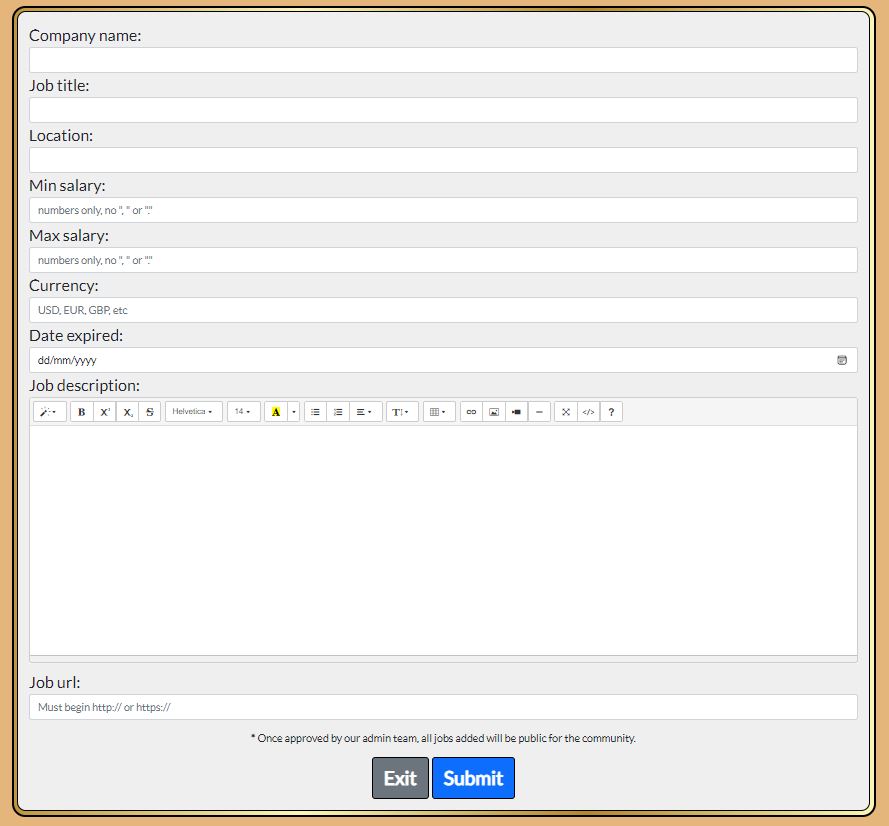 Company name:
Job title:
Location:
Min salary:
numbers only, no ", " or "."
Max salary:
numbers only, no ", " or "."
Currency:
USD, EUR, GBP, etc
Date expired:
dd/mm/yyyy
Job description:
B X² X₂ S Helvetica 14 A T </> ?
Job url:
Must begin http:// or https://
* Once approved by our admin team, all jobs added will be public for the community.
Exit Submit